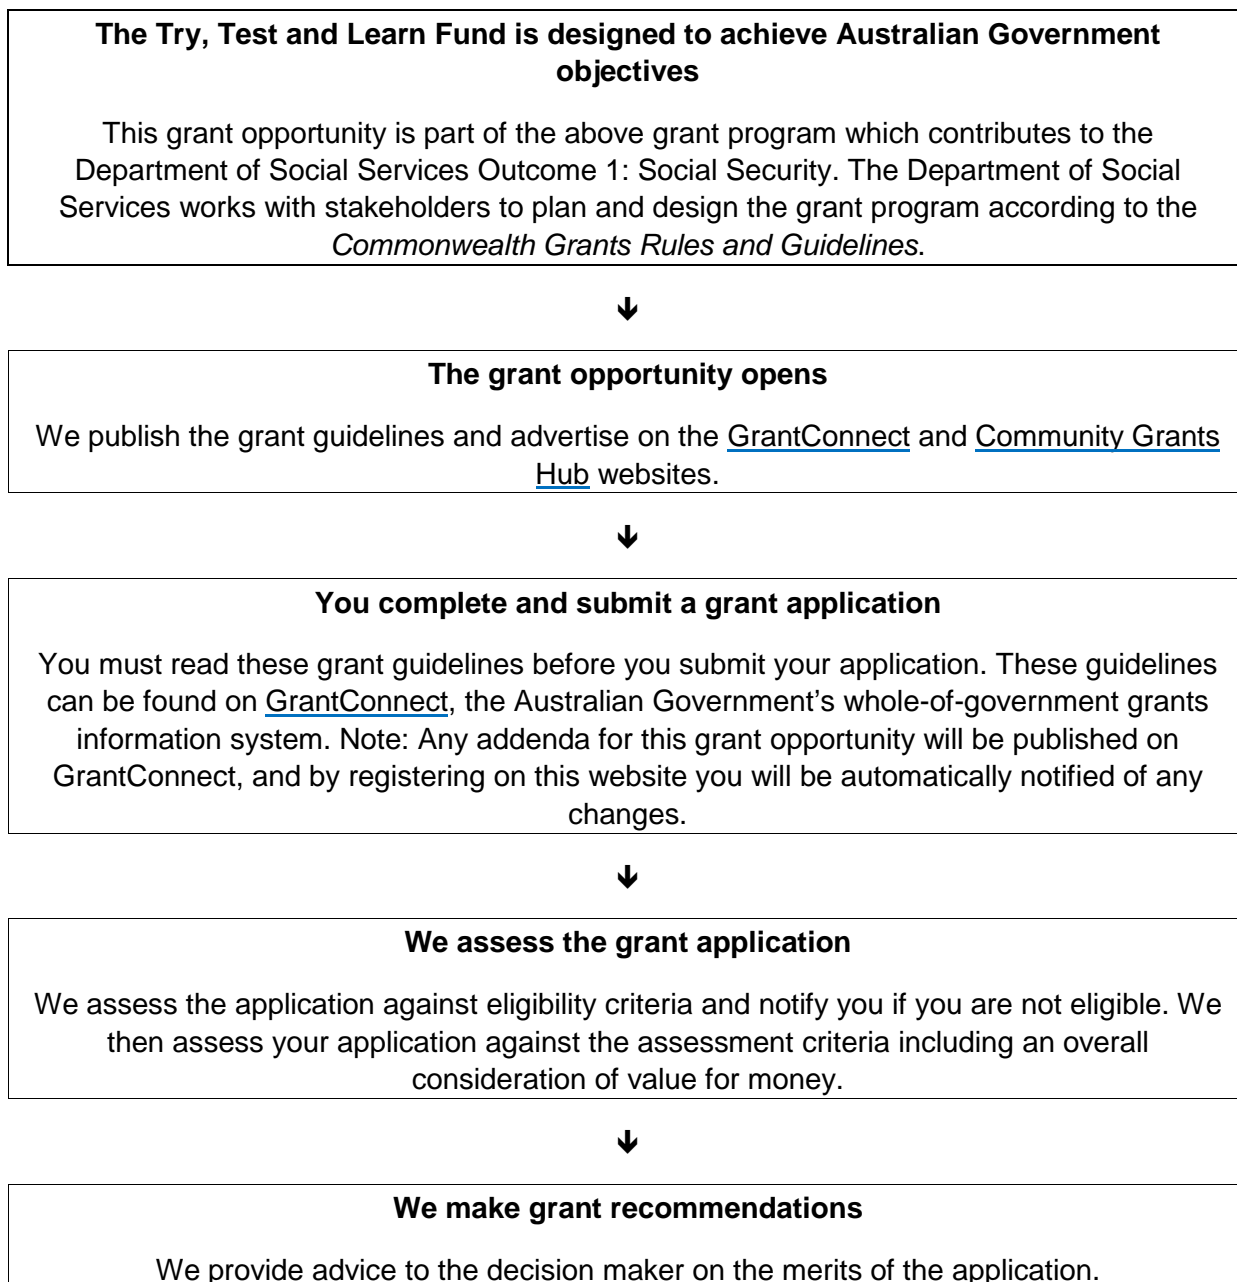 The Try, Test and Learn Fund is designed to achieve Australian Government
objectives
This grant opportunity is part of the above grant program which contributes to the
Department of Social Services Outcome 1: Social Security. The Department of Social
Services works with stakeholders to plan and design the grant program according to the
Commonwealth Grants Rules and Guidelines.
The grant opportunity opens
We publish the grant guidelines and advertise on the GrantConnect and Community Grants
Hub websites.
You complete and submit a grant application
You must read these grant guidelines before you submit your application. These guidelines
can be found on GrantConnect, the Australian Government’s whole-of-government grants
information system. Note: Any addenda for this grant opportunity will be published on
GrantConnect, and by registering on this website you will be automatically notified of any
changes.
We assess the grant application
We assess the application against eligibility criteria and notify you if you are not eligible. We
then assess your application against the assessment criteria including an overall
consideration of value for money.
We make grant recommendations
We provide advice to the decision maker on the merits of the application.